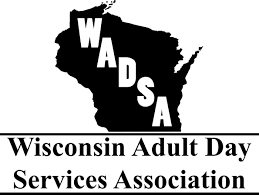 WADSA
Wisconsin Adult Day
Services Association